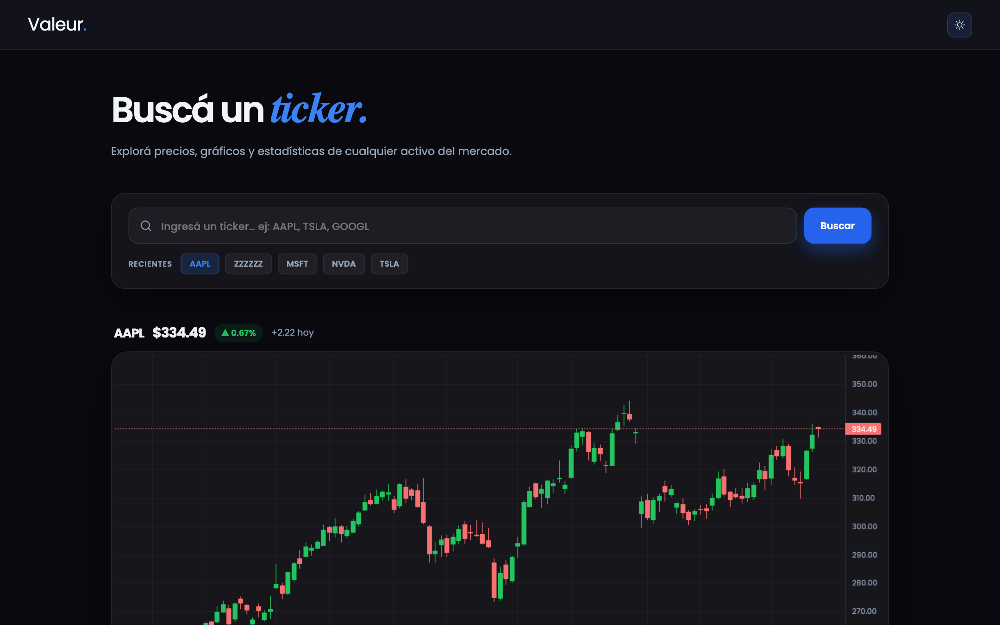 Valeur.
Buscá un ticker.
Explorá precios, gráficos y estadísticas de cualquier activo del mercado.
Ingresá un ticker... ej: AAPL, TSLA, GOOGL
Buscar
RECIENTES AAPL ZZZZZZ MSFT NVDA TSLA
AAPL $334.49 ▲ 0.67% +2.22 hoy
360.00
350.00
340.00
334.49
330.00
320.00
310.00
300.00
290.00
280.00
270.00